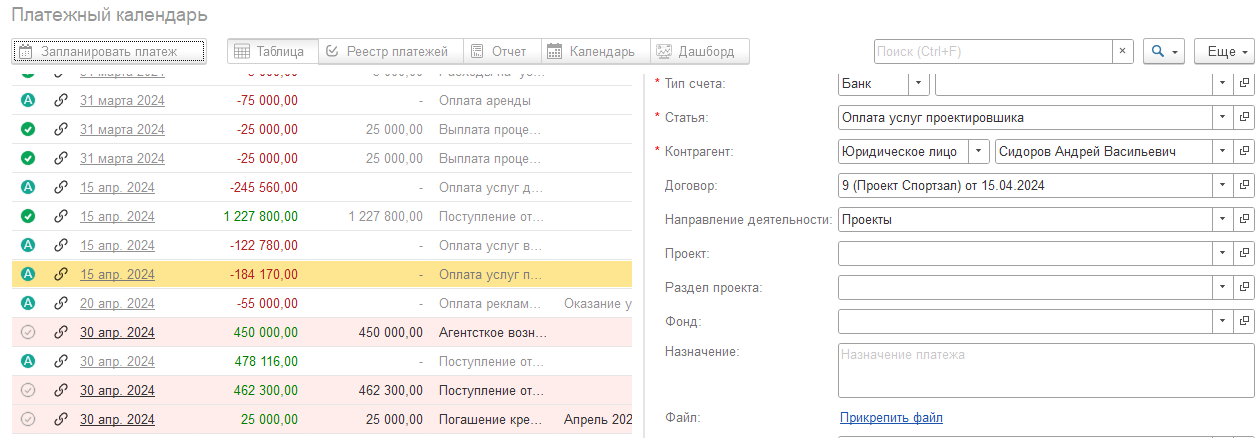 Платежный календарь
Запланировать платеж Таблица Реестр платежей Отчет Календарь Дашборд Поиск (Ctrl+F) × Еще
A 31 марта 2024 -75 000,00 - Оплата аренды
31 марта 2024 -25 000,00 25 000,00 Выплата проце...
31 марта 2024 -25 000,00 25 000,00 Выплата проце...
A 15 апр. 2024 -245 560,00 - Оплата услуг д...
15 апр. 2024 1 227 800,00 1 227 800,00 Поступление от...
A 15 апр. 2024 -122 780,00 - Оплата услуг в...
A 15 апр. 2024 -184 170,00 - Оплата услуг п...
A 20 апр. 2024 -55 000,00 - Оплата реклам... Оказание у
30 апр. 2024 450 000,00 450 000,00 Агентсткое возн...
A 30 апр. 2024 478 116,00 - Поступление от...
30 апр. 2024 462 300,00 462 300,00 Поступление от...
30 апр. 2024 25 000,00 25 000,00 Погашение кре... Апрель 202
* Тип счета: Банк
* Статья: Оплата услуг проектировшика
* Контрагент: Юридическое лицо Сидоров Андрей Васильевич
Договор: 9 (Проект Спортзал) от 15.04.2024
Направление деятельности: Проекты
Проект:
Раздел проекта:
Фонд:
Назначение: Назначение платежа
Файл: Прикрепить файл